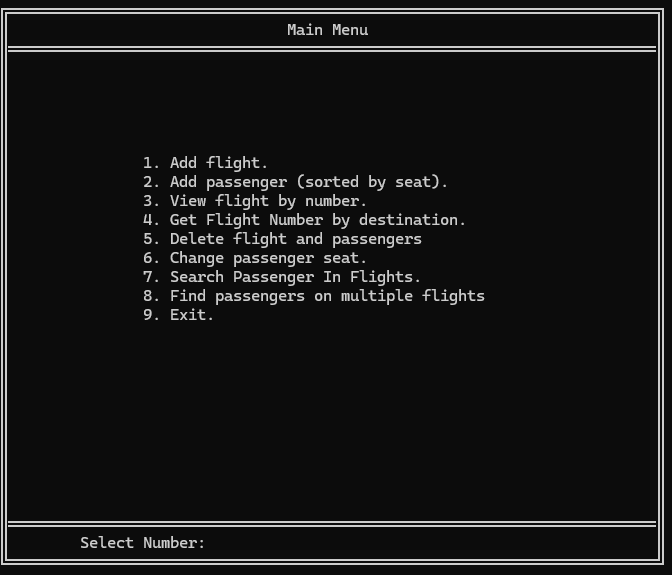 Main Menu
1. Add flight.
2. Add passenger (sorted by seat).
3. View flight by number.
4. Get Flight Number by destination.
5. Delete flight and passengers
6. Change passenger seat.
7. Search Passenger In Flights.
8. Find passengers on multiple flights
9. Exit.
Select Number: